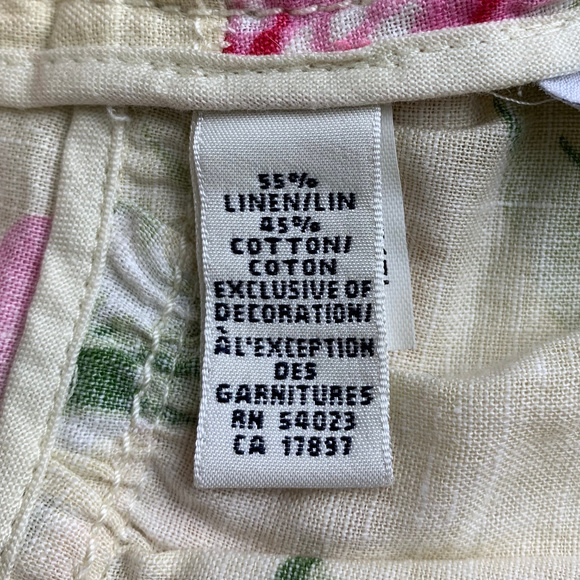 55%
LINEN/LIN
45%
COTTON/
COTON
EXCLUSIVE OF
DECORATION/
À L'EXCEPTION
DES
GARNITURES
RN 54023
CA 17897